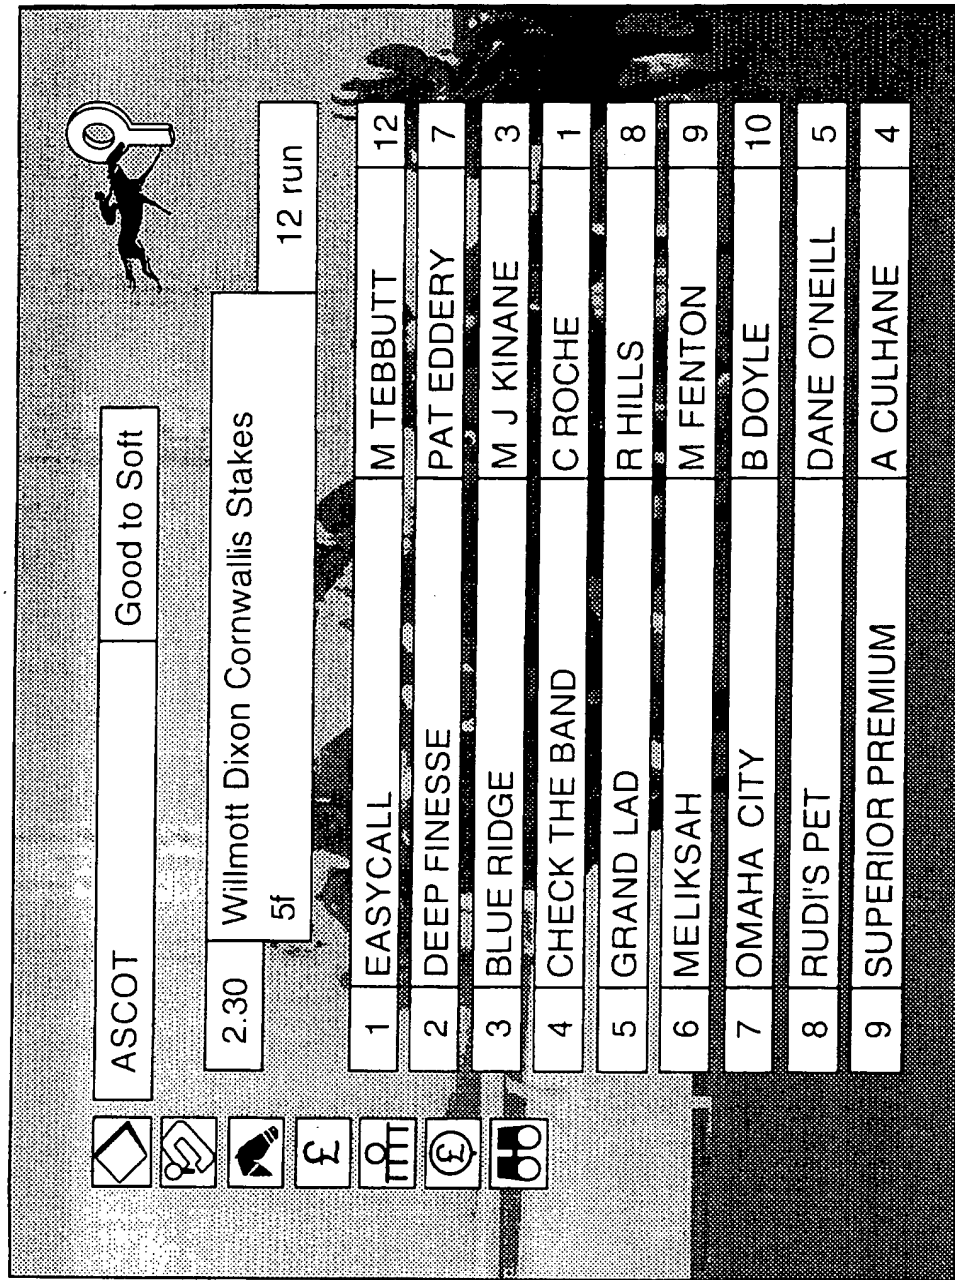 ASCOT Good to Soft
2.30 Willmott Dixon Cornwallis Stakes
5f 12 run
1 EASYCALL M TEBBUTT 12
2 DEEP FINESSE PAT EDDERY 7
3 BLUE RIDGE M J KINANE 3
4 CHECK THE BAND C ROCHE 1
5 GRAND LAD R HILLS 8
6 MELIKSAH M FENTON 9
7 OMAHA CITY B DOYLE 10
8 RUDI'S PET DANE O'NEILL 5
9 SUPERIOR PREMIUM A CULHANE 4
£
£